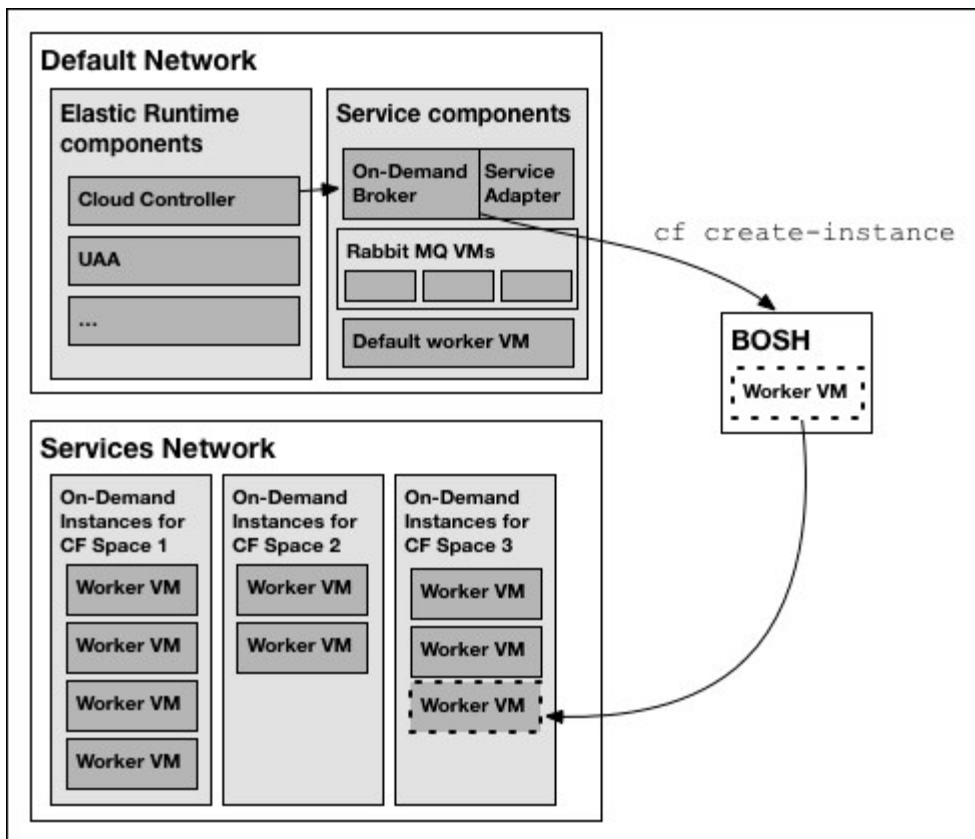 Default Network
Elastic Runtime
components
Cloud Controller
UAA
...
Service components
On-Demand
Broker
Service
Adapter
Rabbit MQ VMs
Default worker VM
cf create-instance
BOSH
Worker VM
Services Network
On-Demand
Instances for
CF Space 1
Worker VM
Worker VM
Worker VM
Worker VM
On-Demand
Instances for
CF Space 2
Worker VM
Worker VM
On-Demand
Instances for
CF Space 3
Worker VM
Worker VM
Worker VM